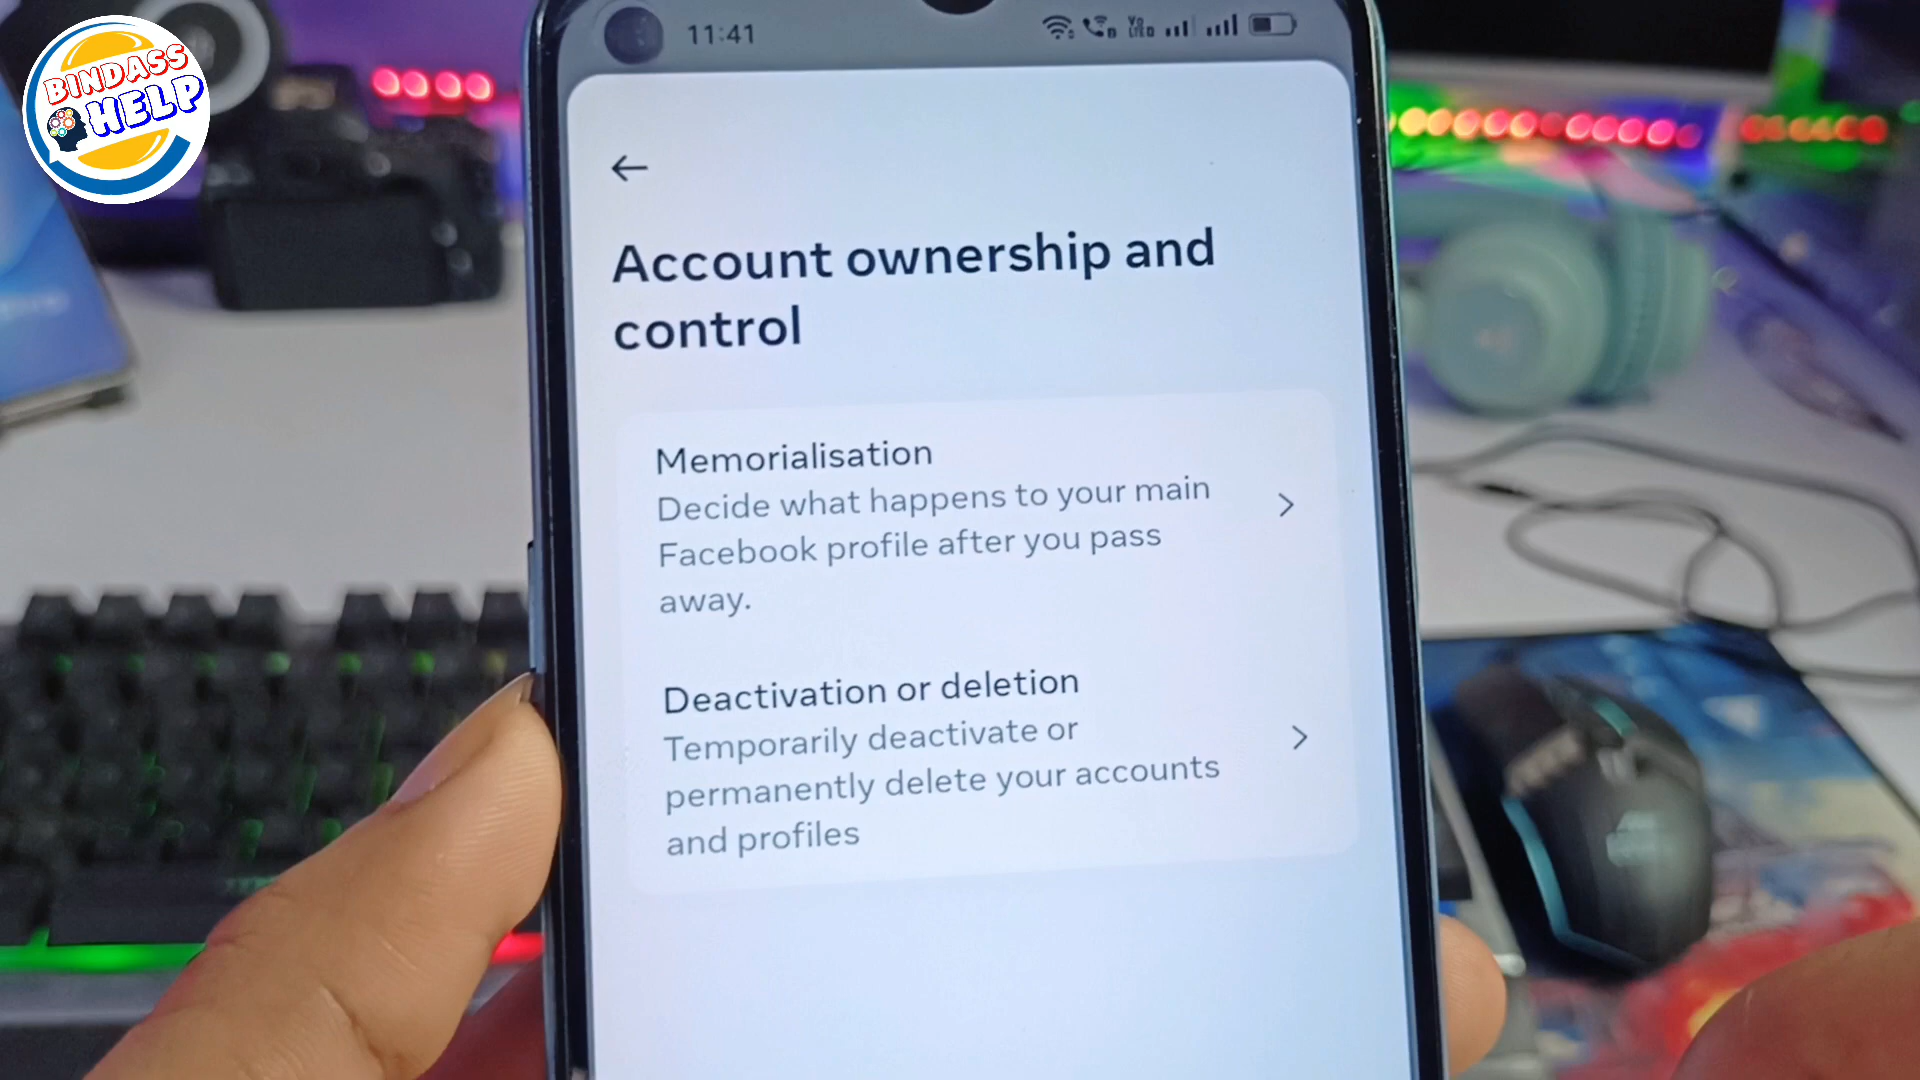 BINDASS
HELP
11:41
Account ownership and
control
Memorialisation
Decide what happens to your main
Facebook profile after you pass
away.
Deactivation or deletion
Temporarily deactivate or
permanently delete your accounts
and profiles